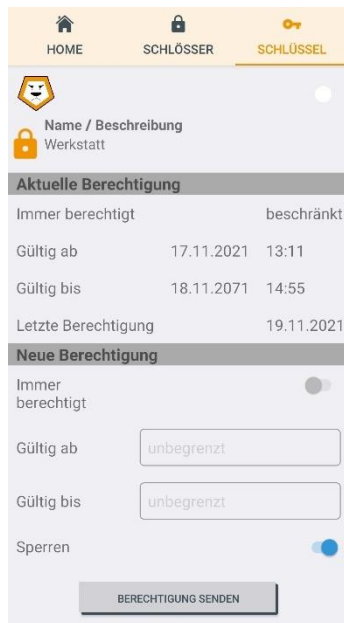 HOME SCHLÖSSER SCHLÜSSEL
Name / Beschreibung
Werkstatt
Aktuelle Berechtigung
Immer berechtigt beschränkt
Gültig ab 17.11.2021 13:11
Gültig bis 18.11.2071 14:55
Letzte Berechtigung 19.11.2021
Neue Berechtigung
Immer
berechtigt
Gültig ab unbegrenzt
Gültig bis unbegrenzt
Sperren
BERECHTIGUNG SENDEN